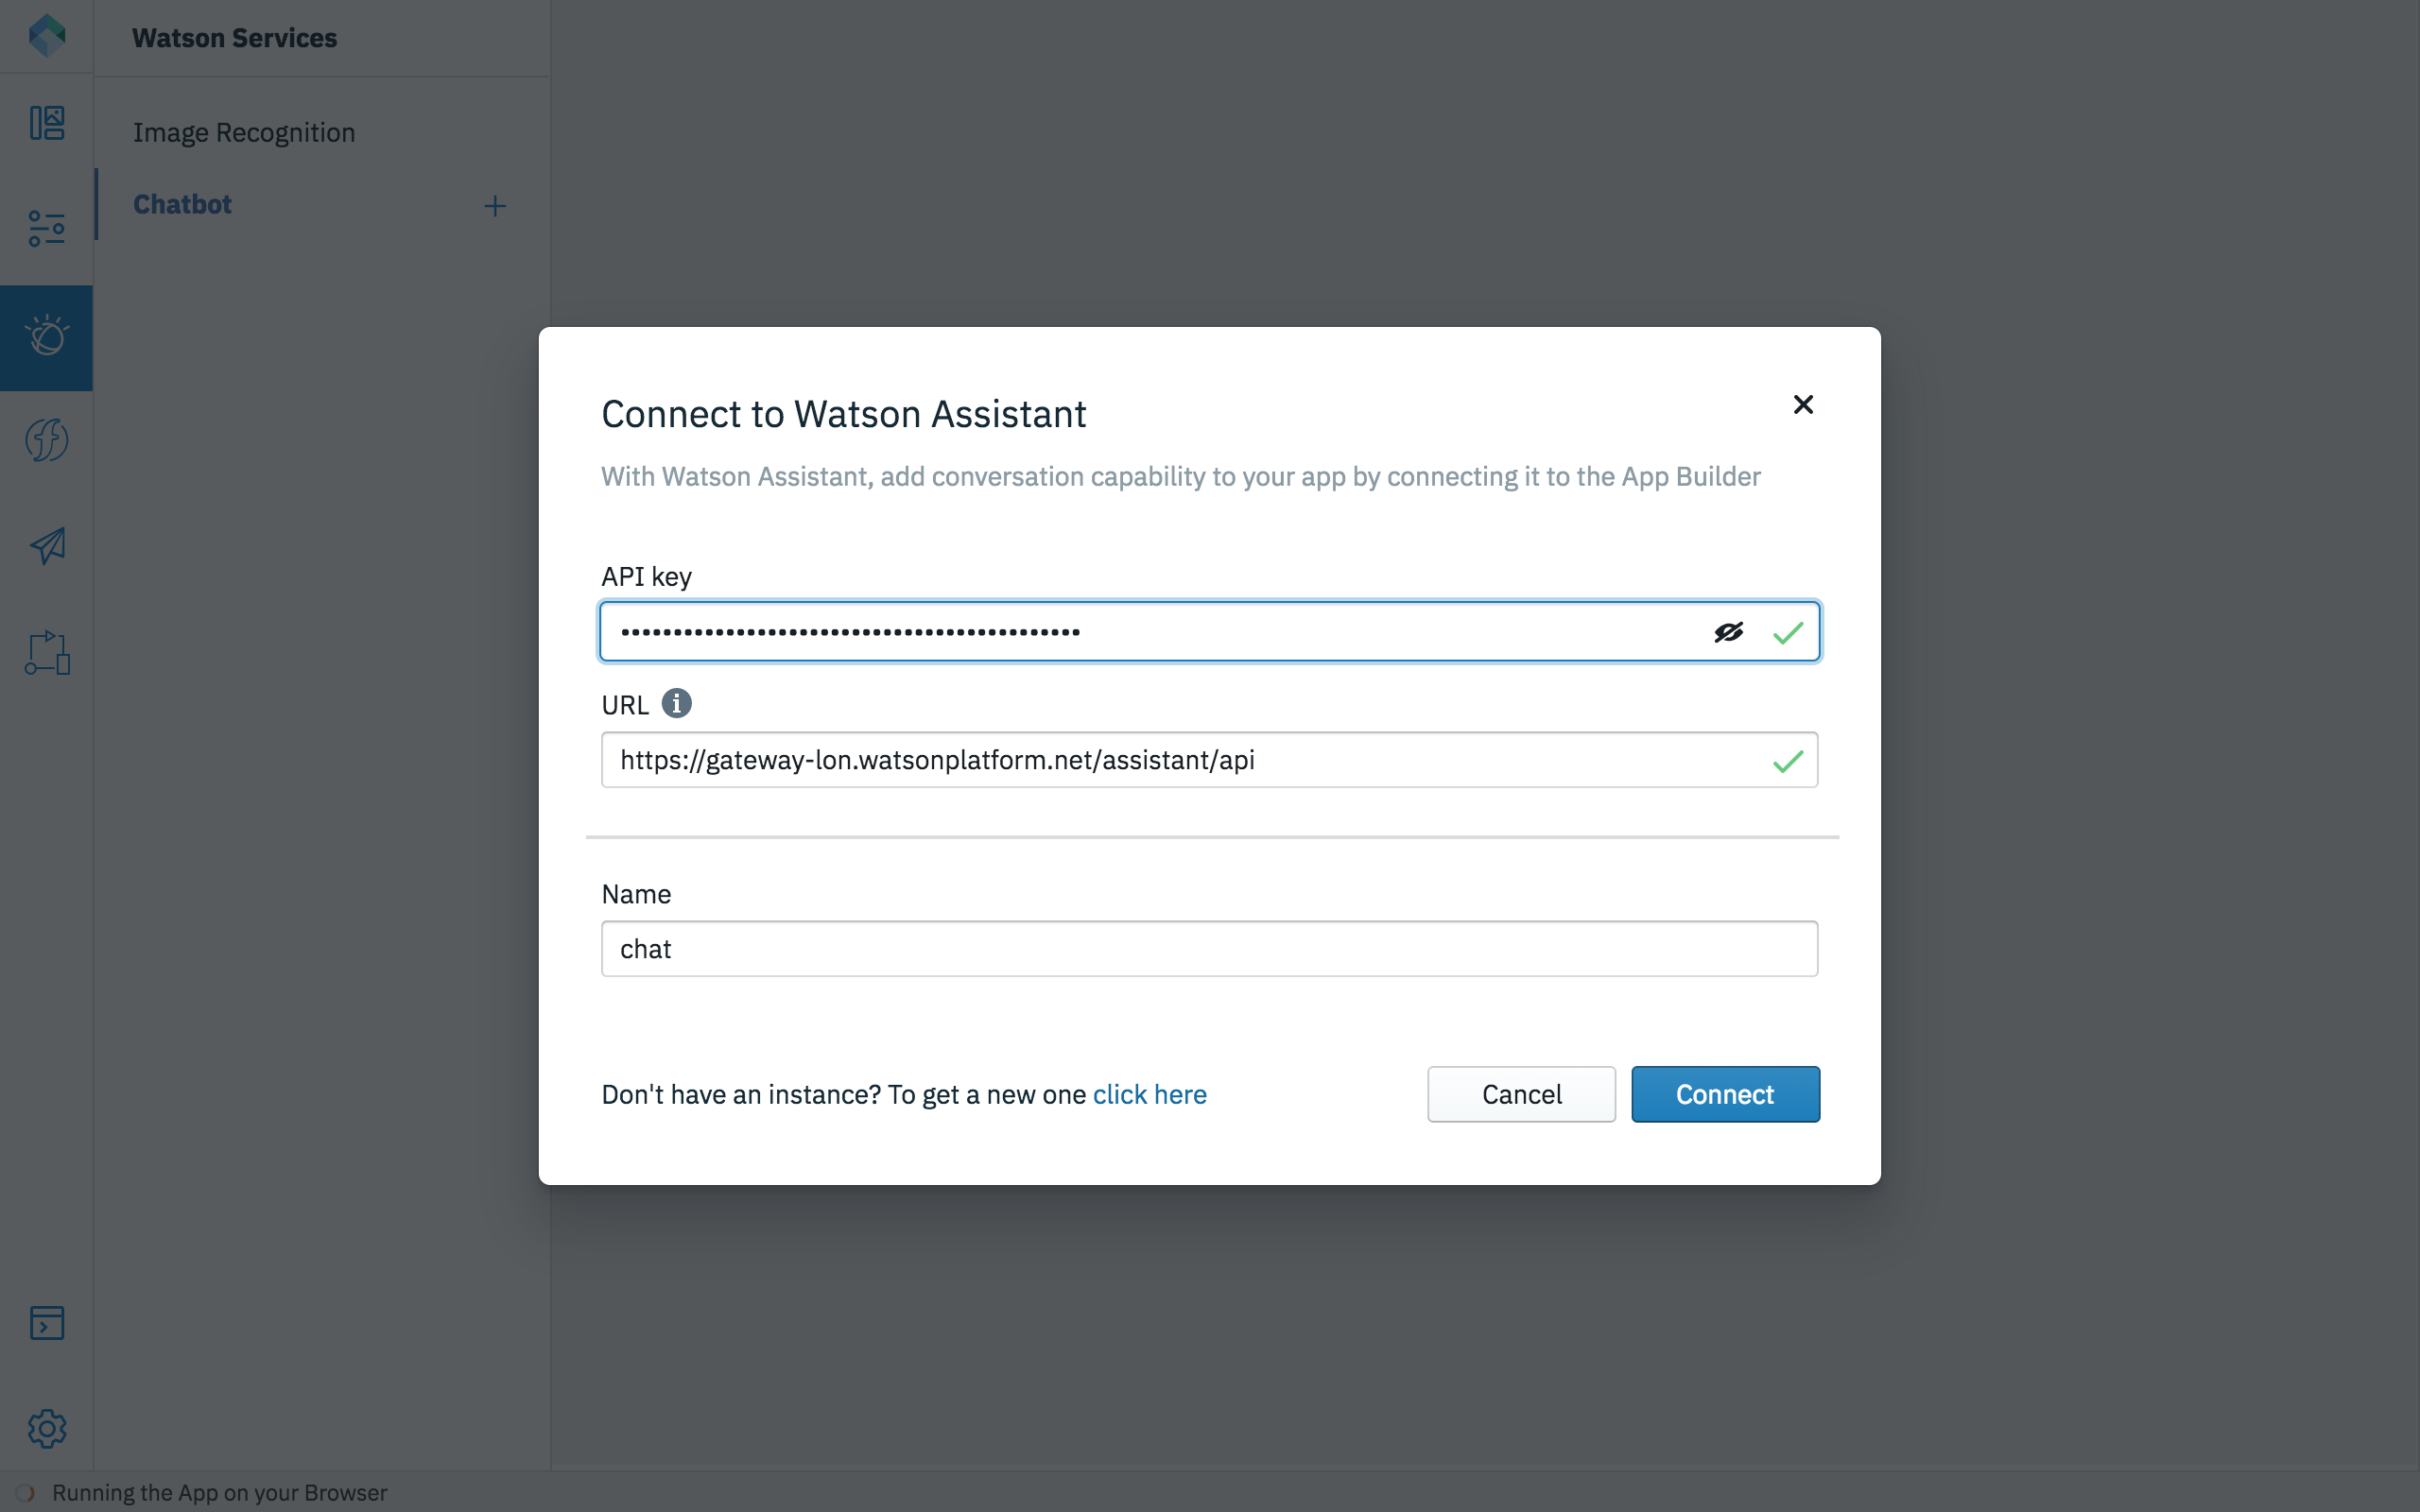 Watson Services
Image Recognition
Chatbot
Connect to Watson Assistant
With Watson Assistant, add conversation capability to your app by connecting it to the App Builder
API key
••••••••••••••••••••••••••••••••••••••••••••
URL
https://gateway-lon.watsonplatform.net/assistant/api
Name
chat
Don't have an instance? To get a new one click here
Cancel
Connect
Running the App on your Browser